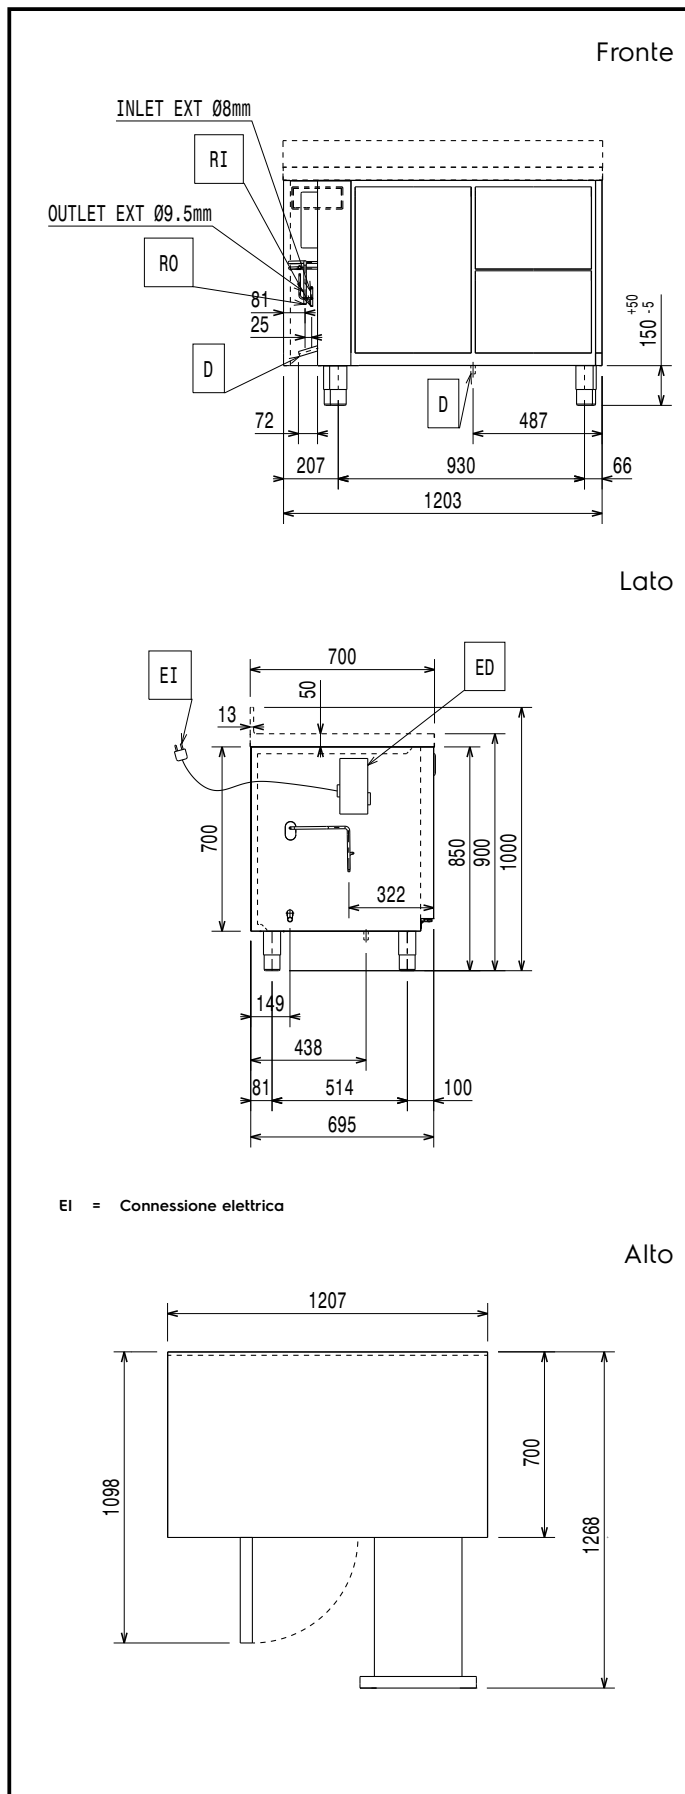 Fronte
INLET EXT Ø8mm
RI
OUTLET EXT Ø9.5mm
RO
81
25
D
D
150 +50 -5
72
487
207
930
66
1203
Lato
EI
700
ED
50
13
700
850
900
1000
322
149
438
81
514
100
695
EI = Connessione elettrica
Alto
1207
1098
700
1268